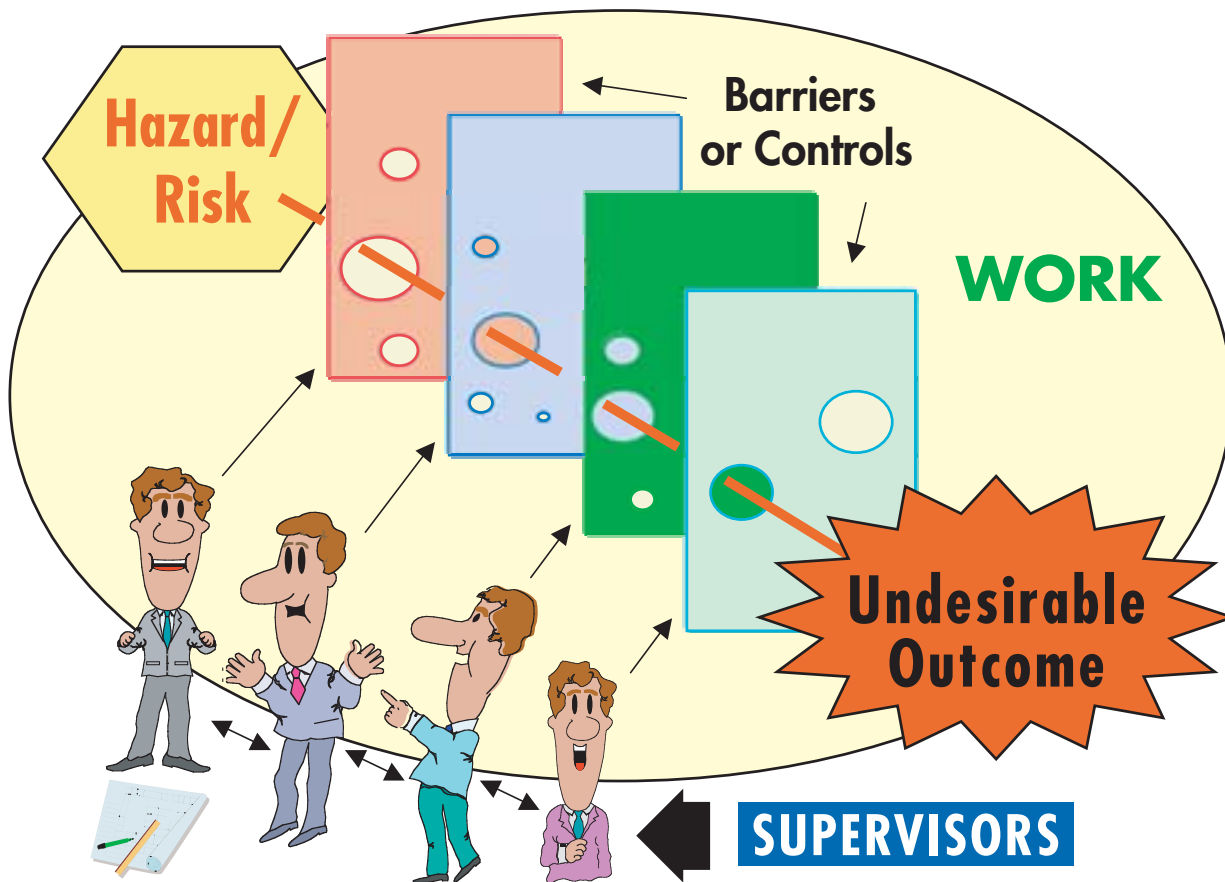 Hazard/
Risk
Barriers
or Controls
WORK
Undesirable
Outcome
SUPERVISORS